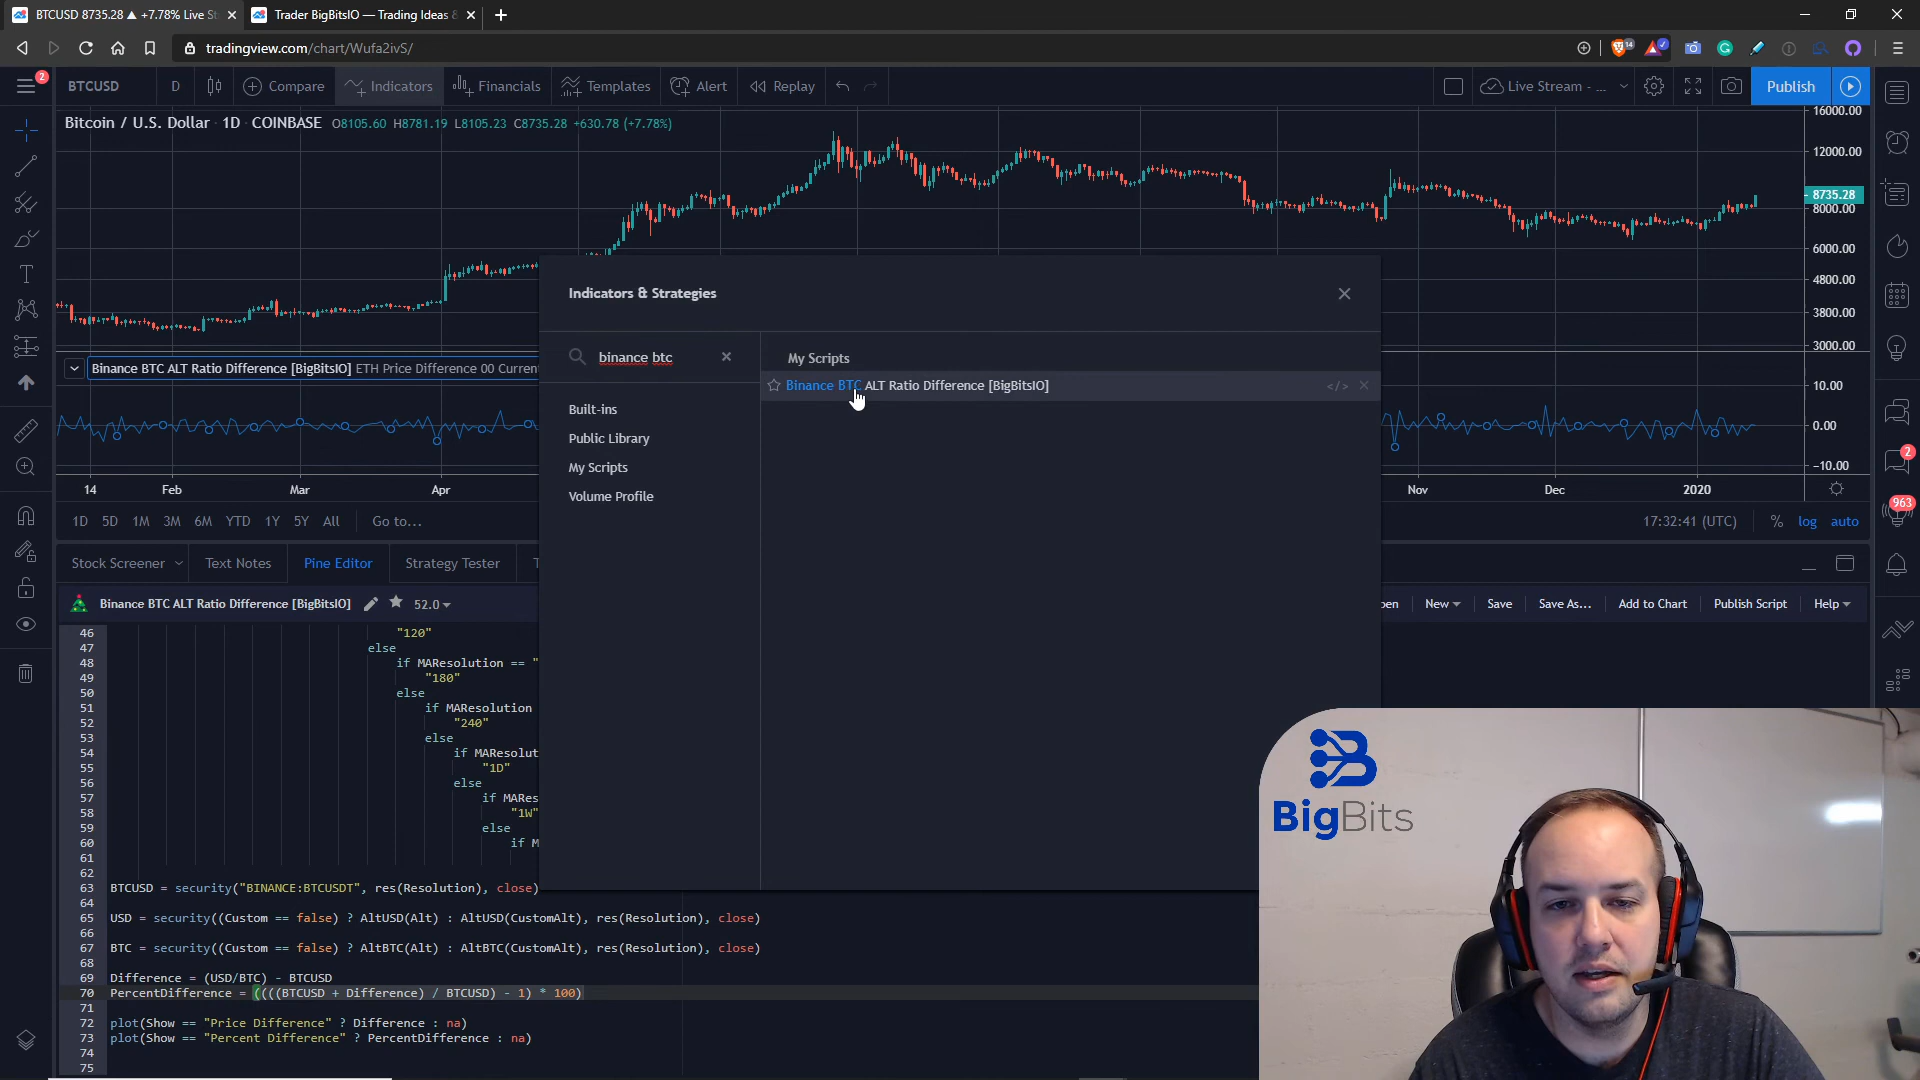 BTCUSD 8735.28 ▲ +7.78% Live St
Trader BigBitsIO — Trading Ideas &
tradingview.com/chart/Wufa2ivS/
14
2
BTCUSD
D
Compare
Indicators
Financials
Templates
Alert
Replay
Live Stream - ...
Publish
Bitcoin / U.S. Dollar · 1D · COINBASE O8105.60 H8781.19 L8105.23 C8735.28 +630.78 (+7.78%)
16000.00
12000.00
8735.28
8000.00
6000.00
4800.00
3800.00
3000.00
Indicators & Strategies
binance btc
Built-ins
Public Library
My Scripts
Volume Profile
My Scripts
Binance BTC ALT Ratio Difference [BigBitsIO]
</>
Binance BTC ALT Ratio Difference [BigBitsIO] ETH Price Difference 00 Current
10.00
0.00
−10.00
14 Feb Mar Apr Nov Dec 2020
1D 5D 1M 3M 6M YTD 1Y 5Y All Go to...
17:32:41 (UTC) % log auto
2
963
Stock Screener
Text Notes
Pine Editor
Strategy Tester
T
Binance BTC ALT Ratio Difference [BigBitsIO]
52.0
pen
New
Save
Save As...
Add to Chart
Publish Script
Help
46 "120"
47 else
48 if MAResolution == "
49 "180"
50 else
51 if MAResolution
52 "240"
53 else
54 if MAResolut
55 "1D"
56 else
57 if MARes
58 "1W"
59 else
60 if M
61
62
63 BTCUSD = security("BINANCE:BTCUSDT", res(Resolution), close)
64
65 USD = security((Custom == false) ? AltUSD(Alt) : AltUSD(CustomAlt), res(Resolution), close)
66
67 BTC = security((Custom == false) ? AltBTC(Alt) : AltBTC(CustomAlt), res(Resolution), close)
68
69 Difference = (USD/BTC) - BTCUSD
70 PercentDifference = ((((BTCUSD + Difference) / BTCUSD) - 1) * 100)
71
72 plot(Show == "Price Difference" ? Difference : na)
73 plot(Show == "Percent Difference" ? PercentDifference : na)
74
75
BigBits